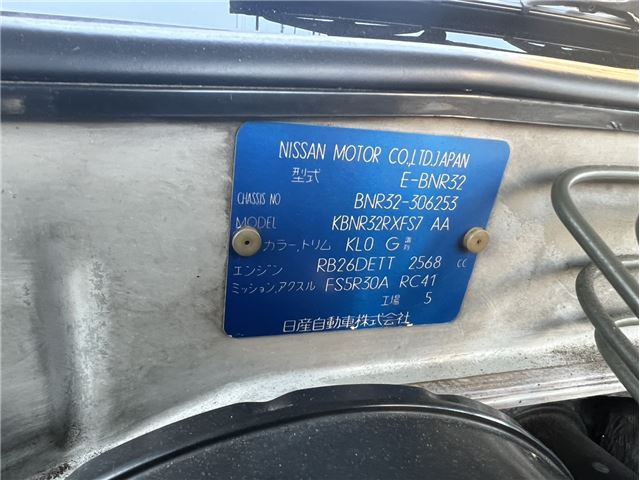 NISSAN MOTOR CO.,LTD.JAPAN
型式 E-BNR32
CHASSIS NO BNR32-306253
MODEL KBNR32RXFS7 AA
カラー,トリム KL0 G
エンジン RB26DETT 2568 cc
ミッション,アクスル FS5R30A RC41
工場 5
日産自動車株式会社